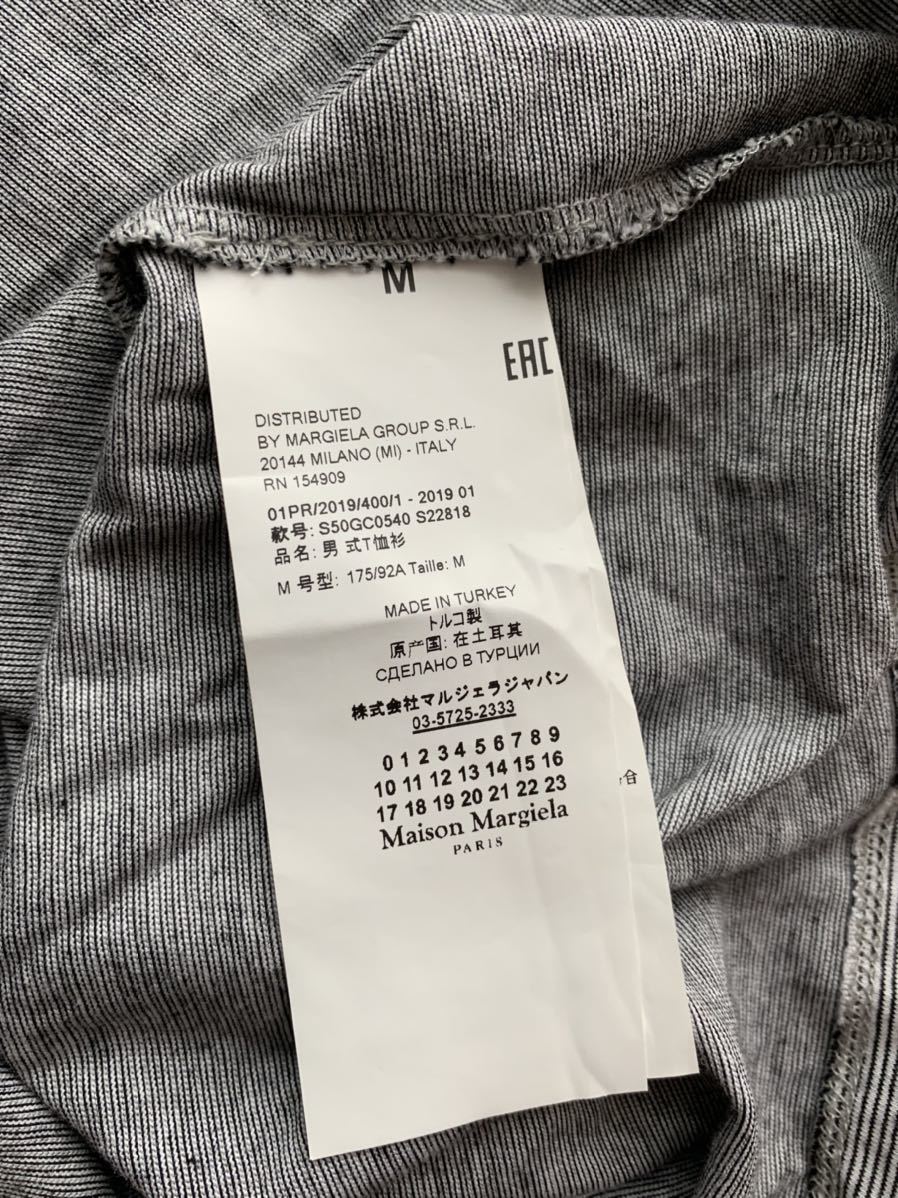 M
EAC
DISTRIBUTED
BY MARGIELA GROUP S.R.L.
20144 MILANO (MI) - ITALY
RN 154909
01PR/2019/400/1 - 2019 01
款号: S50GC0540 S22818
品名: 男 式T恤衫
M 号型: 175/92A Taille: M
MADE IN TURKEY
トルコ製
原产国: 在土耳其
СДЕЛАНО В ТУРЦИИ
株式会社マルジェラジャパン
03-5725-2333
0 1 2 3 4 5 6 7 8 9
10 11 12 13 14 15 16
17 18 19 20 21 22 23
Maison Margiela
PARIS